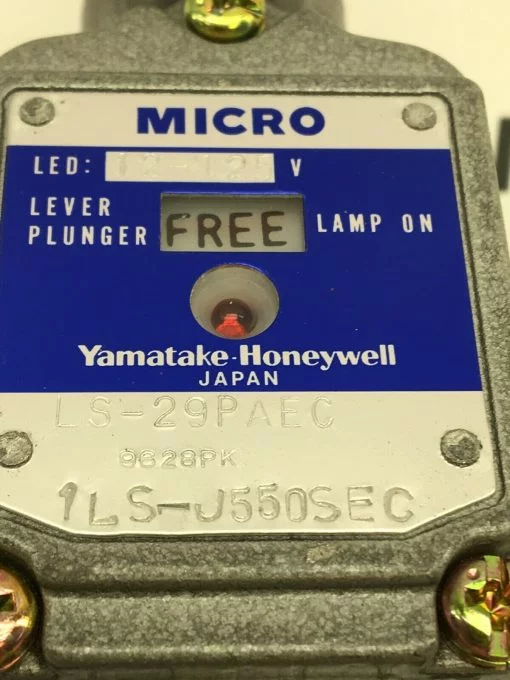 MICRO
LED: 12-125 V
LEVER
PLUNGER FREE LAMP ON
Yamatake-Honeywell
JAPAN
LS-29PAEC
9628PK
1LS-J550SEC